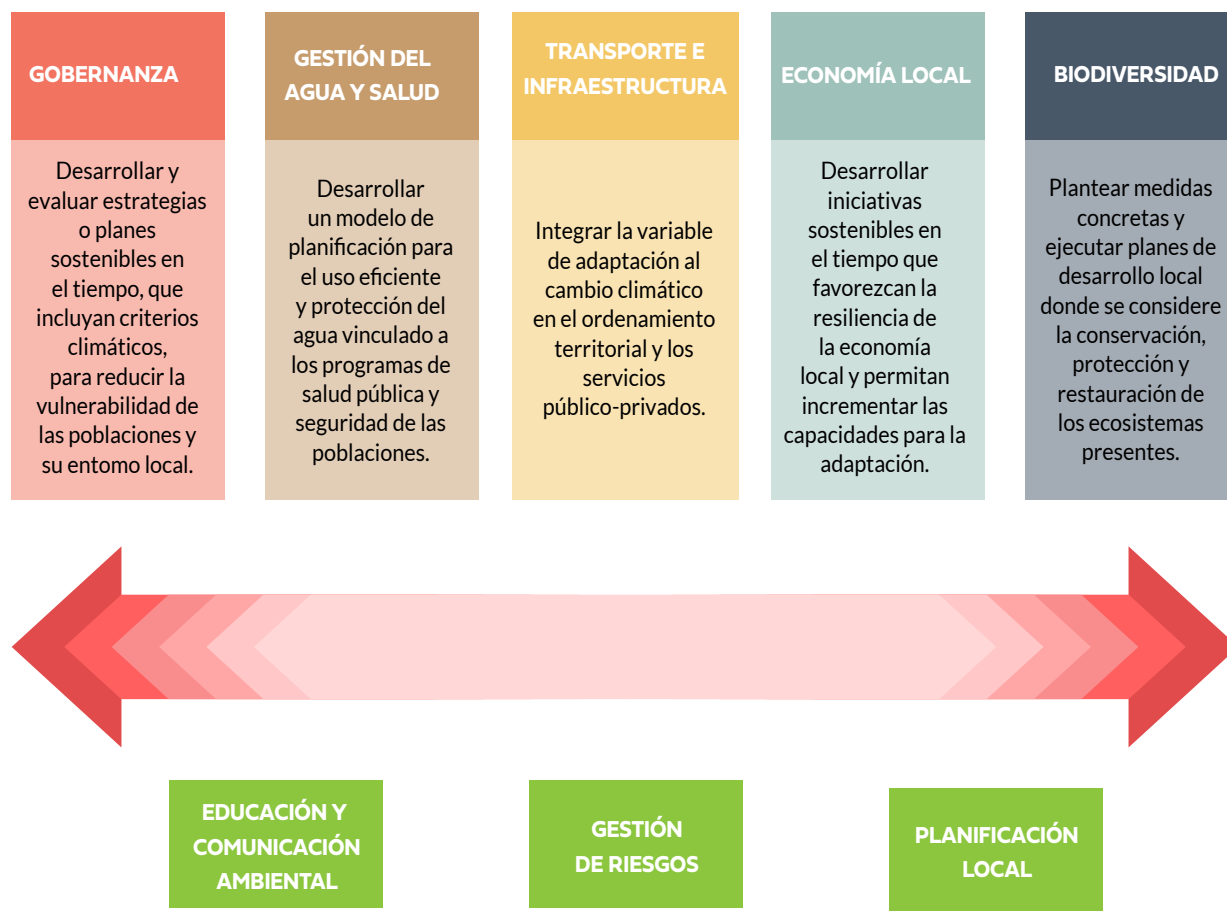 GOBERNANZA
Desarrollar y
evaluar estrategias
o planes
sostenibles en
el tiempo, que
incluyan criterios
climáticos,
para reducir la
vulnerabilidad de
las poblaciones y
su entomo local.
GESTIÓN DEL
AGUA Y SALUD
Desarrollar
un modelo de
planificación para
el uso eficiente
y protección del
agua vinculado a
los programas de
salud pública y
seguridad de las
poblaciones.
TRANSPORTE E
INFRAESTRUCTURA
Integrar la variable
de adaptación al
cambio climático
en el ordenamiento
territorial y los
servicios
público-privados.
ECONOMÍA LOCAL
Desarrollar
iniciativas
sostenibles en
el tiempo que
favorezcan la
resiliencia de
la economía
local y permitan
incrementar las
capacidades para la
adaptación.
BIODIVERSIDAD
Plantear medidas
concretas y
ejecutar planes de
desarrollo local
donde se considere
la conservación,
protección y
restauración de
los ecosistemas
presentes.
EDUCACIÓN Y
COMUNICACIÓN
AMBIENTAL
GESTIÓN
DE RIESGOS
PLANIFICACIÓN
LOCAL